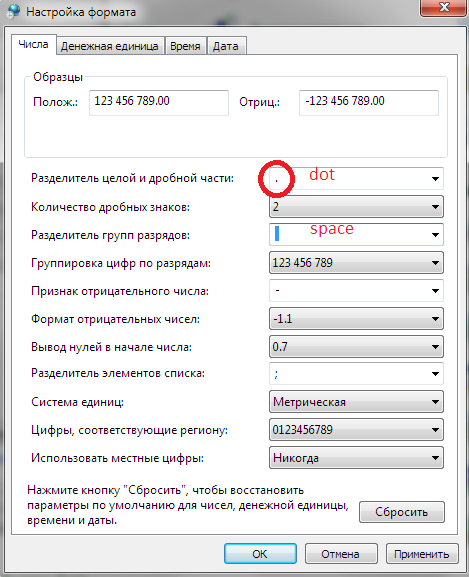 Настройка формата
Числа Денежная единица Время Дата
Образцы
Полож.: 123 456 789.00 Отриц.: -123 456 789.00
Разделитель целой и дробной части: . dot
Количество дробных знаков: 2
Разделитель групп разрядов: space
Группировка цифр по разрядам: 123 456 789
Признак отрицательного числа: -
Формат отрицательных чисел: -1.1
Вывод нулей в начале числа: 0.7
Разделитель элементов списка: ;
Система единиц: Метрическая
Цифры, соответствующие региону: 0123456789
Использовать местные цифры: Никогда
Нажмите кнопку "Сбросить", чтобы восстановить
параметры по умолчанию для чисел, денежной единицы,
времени и даты.
Сбросить
ОК Отмена Применить